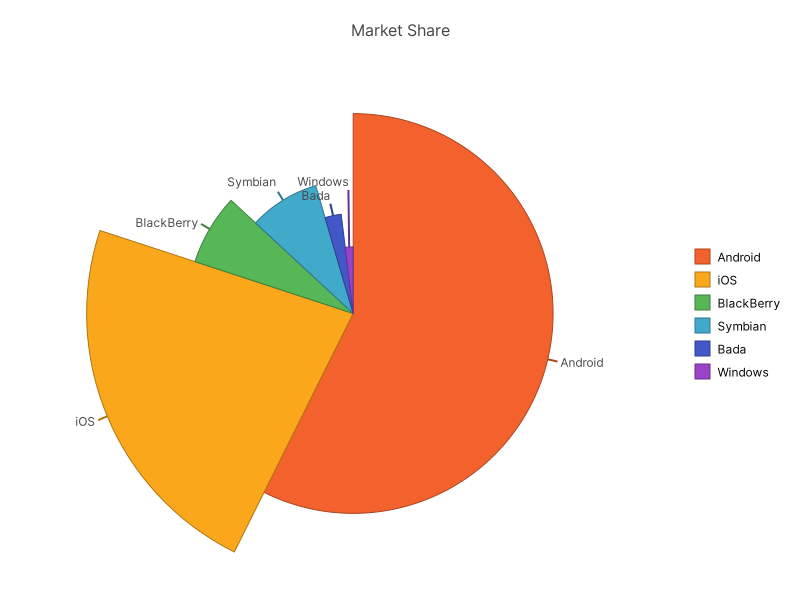 Market Share
Symbian
Windows
Bada
BlackBerry
Android
iOS
Android
iOS
BlackBerry
Symbian
Bada
Windows